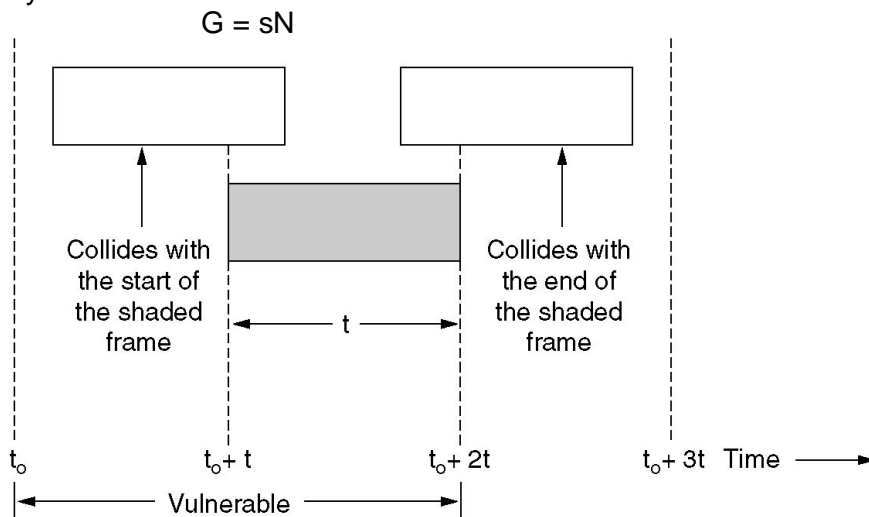 G = sN
Collides with
the start of
the shaded
frame
Collides with
the end of
the shaded
frame
t
t₀
t₀+ t
t₀+ 2t
t₀+ 3t
Time
Vulnerable